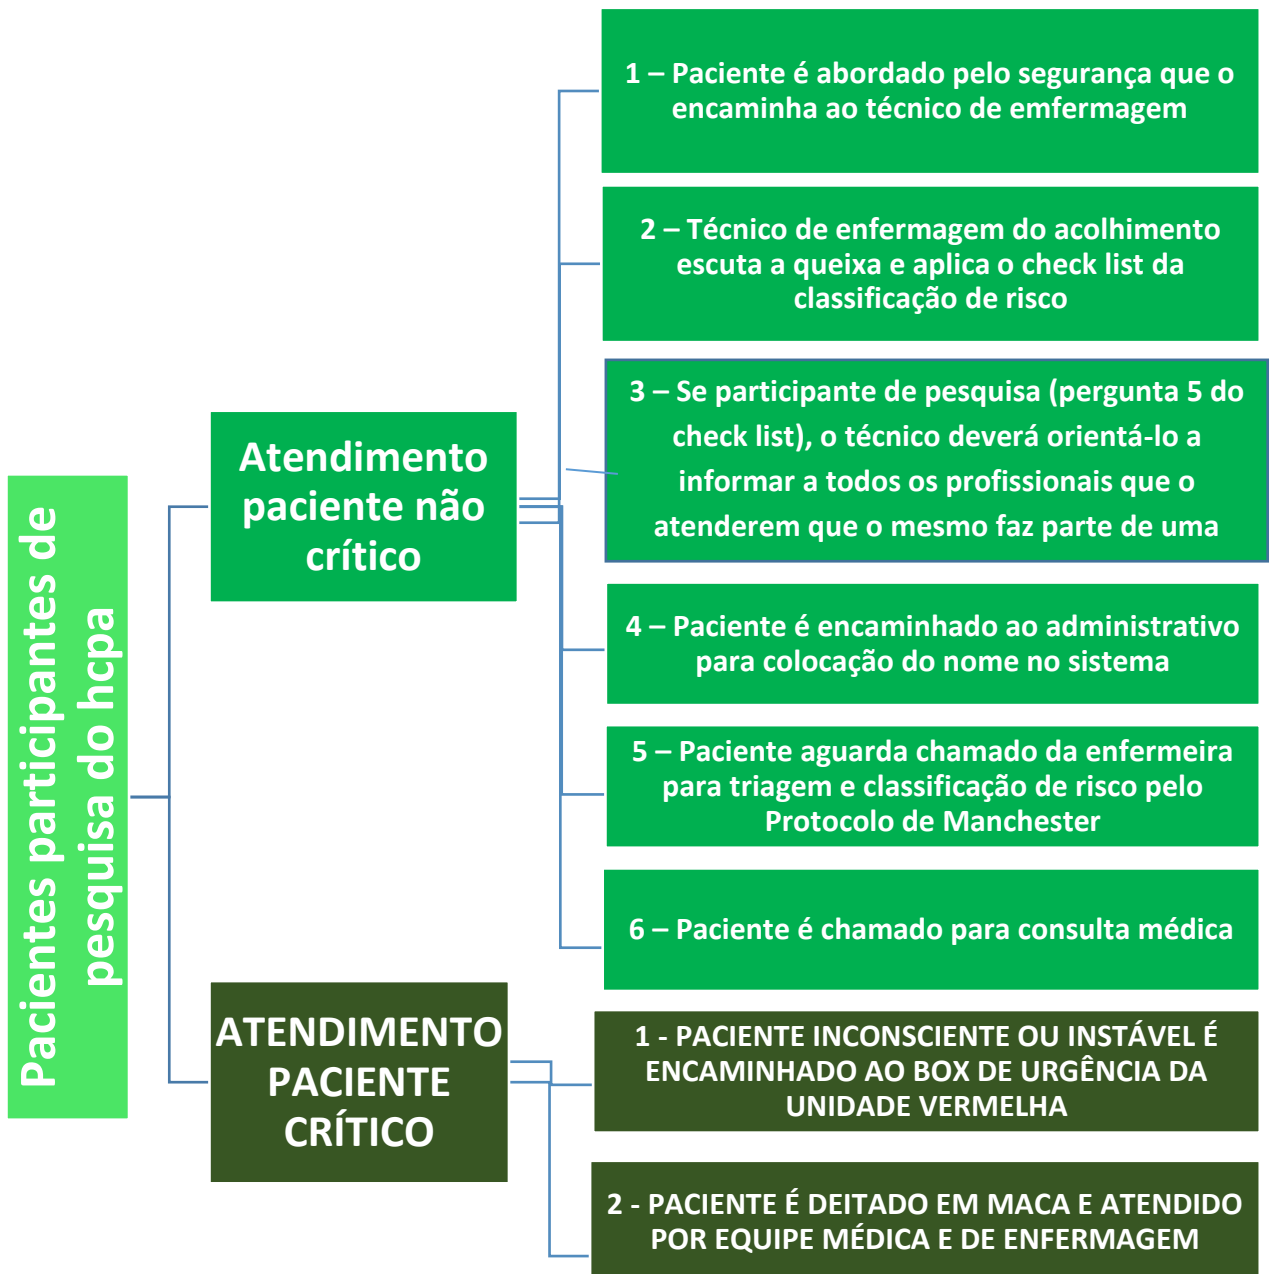 Pacientes participantes de
pesquisa do hcpa
Atendimento
paciente não
crítico
1 – Paciente é abordado pelo segurança que o
encaminha ao técnico de emfermagem
2 – Técnico de enfermagem do acolhimento
escuta a queixa e aplica o check list da
classificação de risco
3 – Se participante de pesquisa (pergunta 5 do
check list), o técnico deverá orientá-lo a
informar a todos os profissionais que o
atenderem que o mesmo faz parte de uma
4 – Paciente é encaminhado ao administrativo
para colocação do nome no sistema
5 – Paciente aguarda chamado da enfermeira
para triagem e classificação de risco pelo
Protocolo de Manchester
6 – Paciente é chamado para consulta médica
ATENDIMENTO
PACIENTE
CRÍTICO
1 - PACIENTE INCONSCIENTE OU INSTÁVEL É
ENCAMINHADO AO BOX DE URGÊNCIA DA
UNIDADE VERMELHA
2 - PACIENTE É DEITADO EM MACA E ATENDIDO
POR EQUIPE MÉDICA E DE ENFERMAGEM